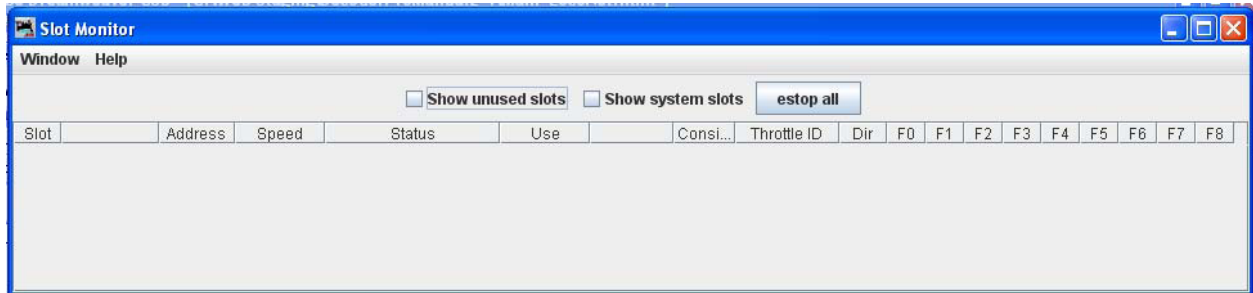 Slot Monitor
Window Help
Show unused slots Show system slots estop all
Slot Address Speed Status Use Consi... Throttle ID Dir F0 F1 F2 F3 F4 F5 F6 F7 F8